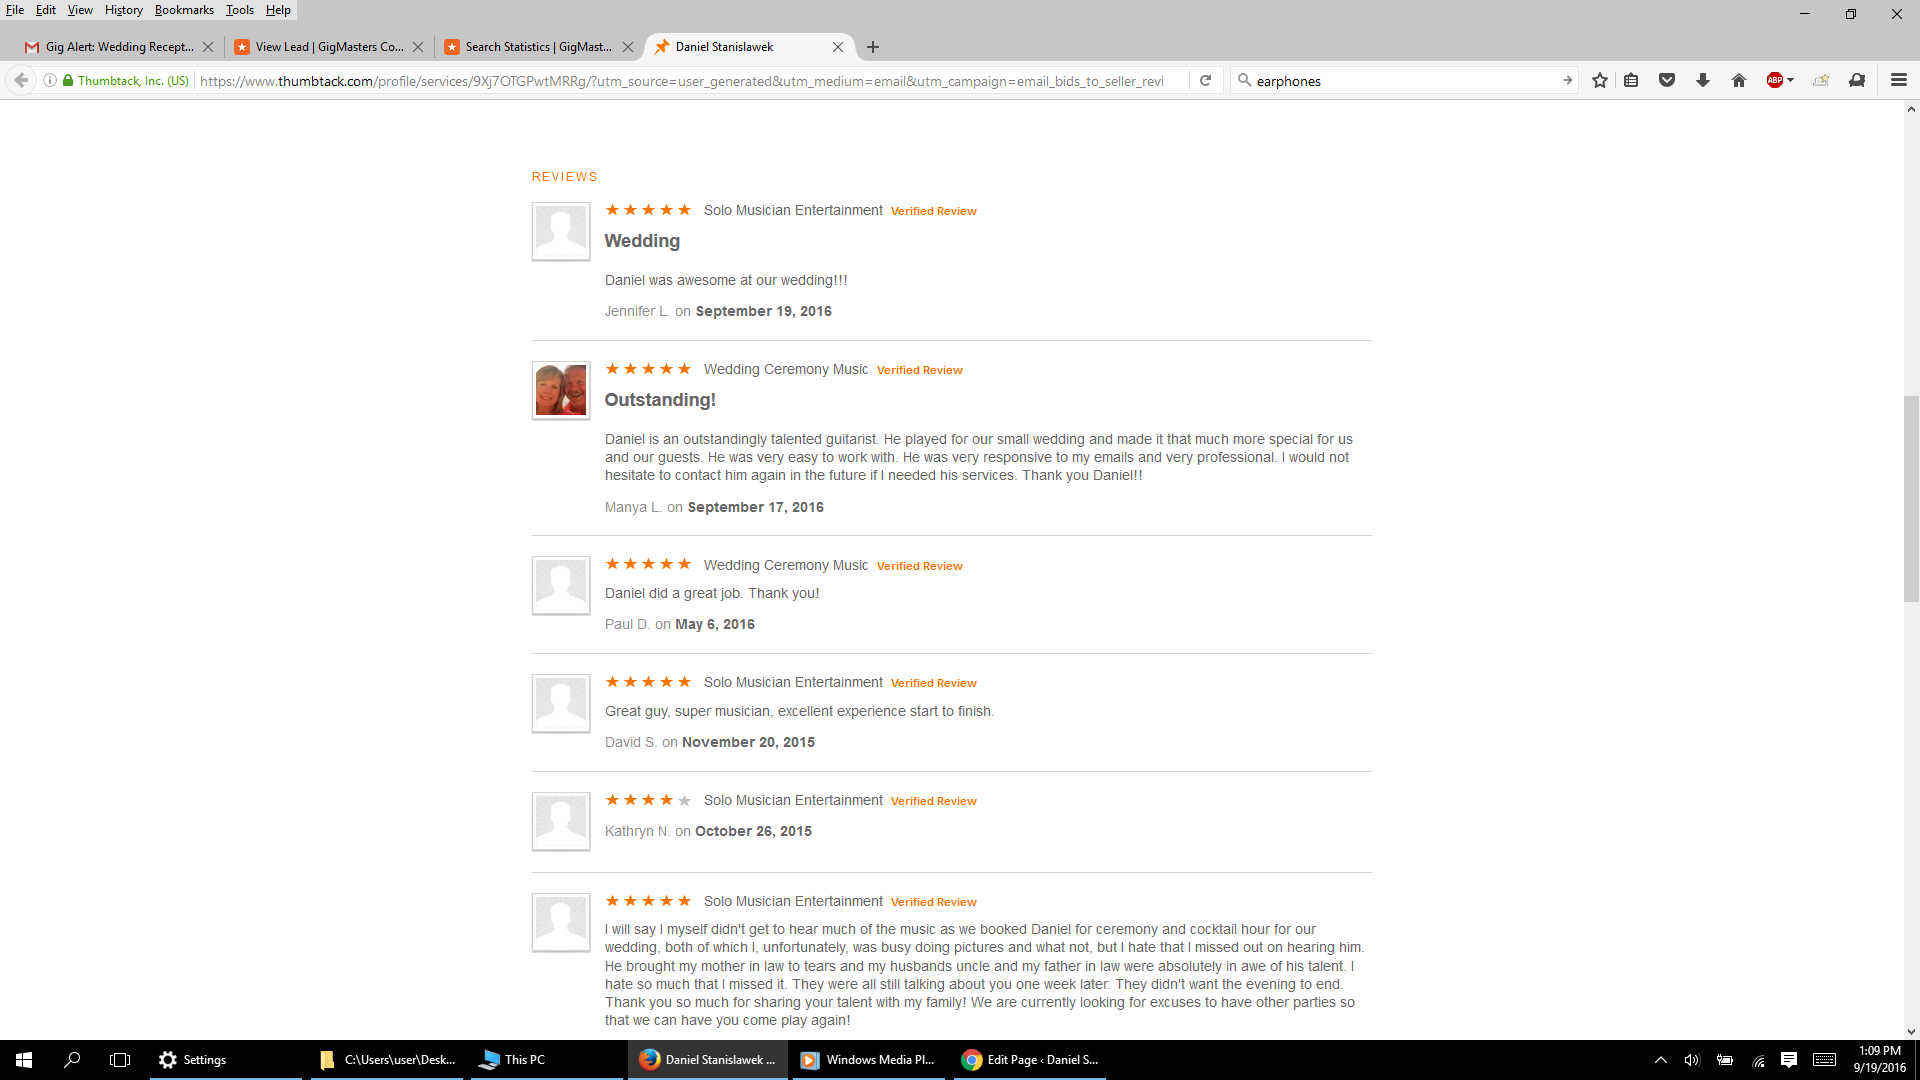 File Edit View History Bookmarks Tools Help
Gig Alert: Wedding Recept...
View Lead | GigMasters Co...
Search Statistics | GigMast...
Daniel Stanislawek
Thumbtack, Inc. (US)
https://www.thumbtack.com/profile/services/9Xj7OTGPwtMRRg/?utm_source=user_generated&utm_medium=email&utm_campaign=email_bids_to_seller_revi
earphones
ABP
REVIEWS
Solo Musician Entertainment Verified Review
Wedding
Daniel was awesome at our wedding!!!
Jennifer L. on September 19, 2016
Wedding Ceremony Music Verified Review
Outstanding!
Daniel is an outstandingly talented guitarist. He played for our small wedding and made it that much more special for us
and our guests. He was very easy to work with. He was very responsive to my emails and very professional. I would not
hesitate to contact him again in the future if I needed his services. Thank you Daniel!!
Manya L. on September 17, 2016
Wedding Ceremony Music Verified Review
Daniel did a great job. Thank you!
Paul D. on May 6, 2016
Solo Musician Entertainment Verified Review
Great guy, super musician, excellent experience start to finish.
David S. on November 20, 2015
Solo Musician Entertainment Verified Review
Kathryn N. on October 26, 2015
Solo Musician Entertainment Verified Review
I will say I myself didn't get to hear much of the music as we booked Daniel for ceremony and cocktail hour for our
wedding, both of which I, unfortunately, was busy doing pictures and what not, but I hate that I missed out on hearing him.
He brought my mother in law to tears and my husbands uncle and my father in law were absolutely in awe of his talent. I
hate so much that I missed it. They were all still talking about you one week later. They didn't want the evening to end.
Thank you so much for sharing your talent with my family! We are currently looking for excuses to have other parties so
that we can have you come play again!
Settings
C:\Users\user\Desk...
This PC
Daniel Stanislawek ...
Windows Media Pl...
Edit Page ‹ Daniel S...
1:09 PM
9/19/2016